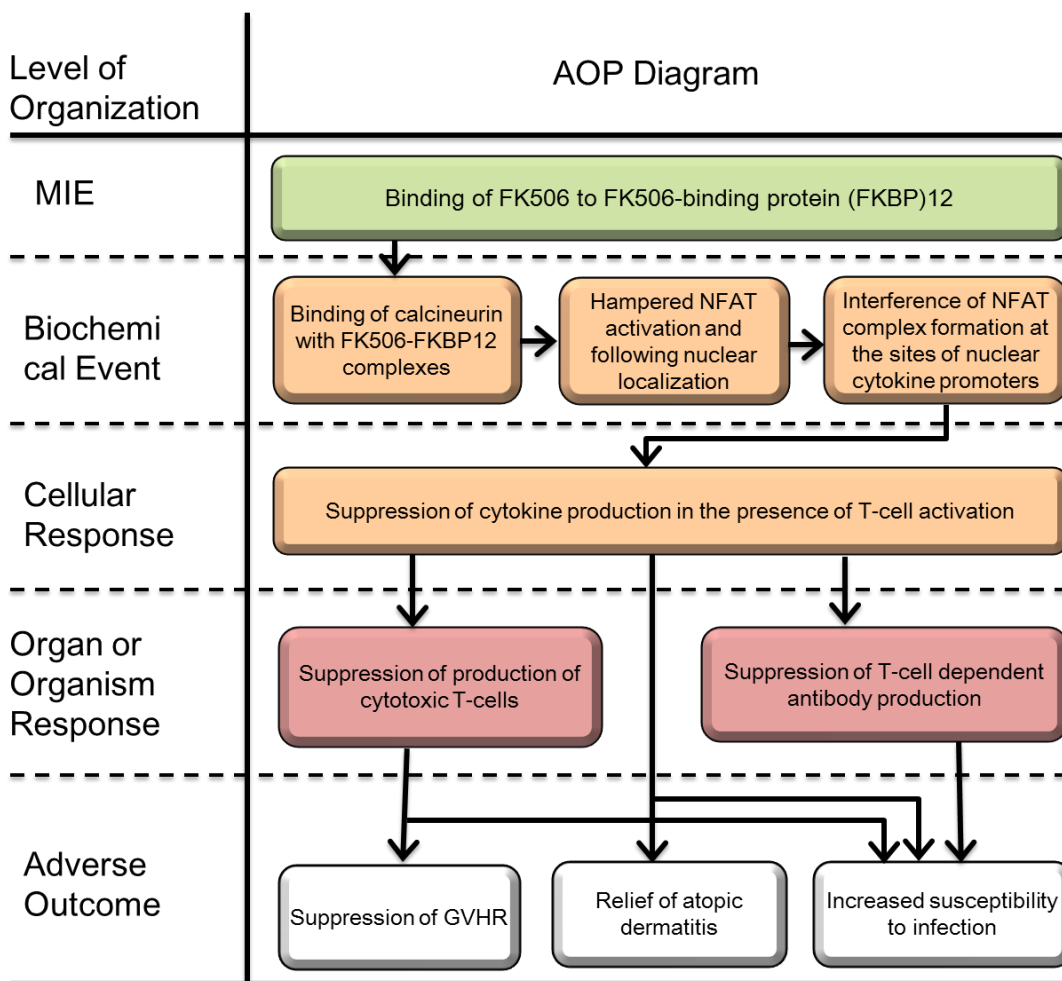 Level of
Organization
AOP Diagram
MIE
Binding of FK506 to FK506-binding protein (FKBP)12
Biochemi
cal Event
Binding of calcineurin
with FK506-FKBP12
complexes
Hampered NFAT
activation and
following nuclear
localization
Interference of NFAT
complex formation at
the sites of nuclear
cytokine promoters
Cellular
Response
Suppression of cytokine production in the presence of T-cell activation
Organ or
Organism
Response
Suppression of production of
cytotoxic T-cells
Suppression of T-cell dependent
antibody production
Adverse
Outcome
Suppression of GVHR
Relief of atopic
dermatitis
Increased susceptibility
to infection